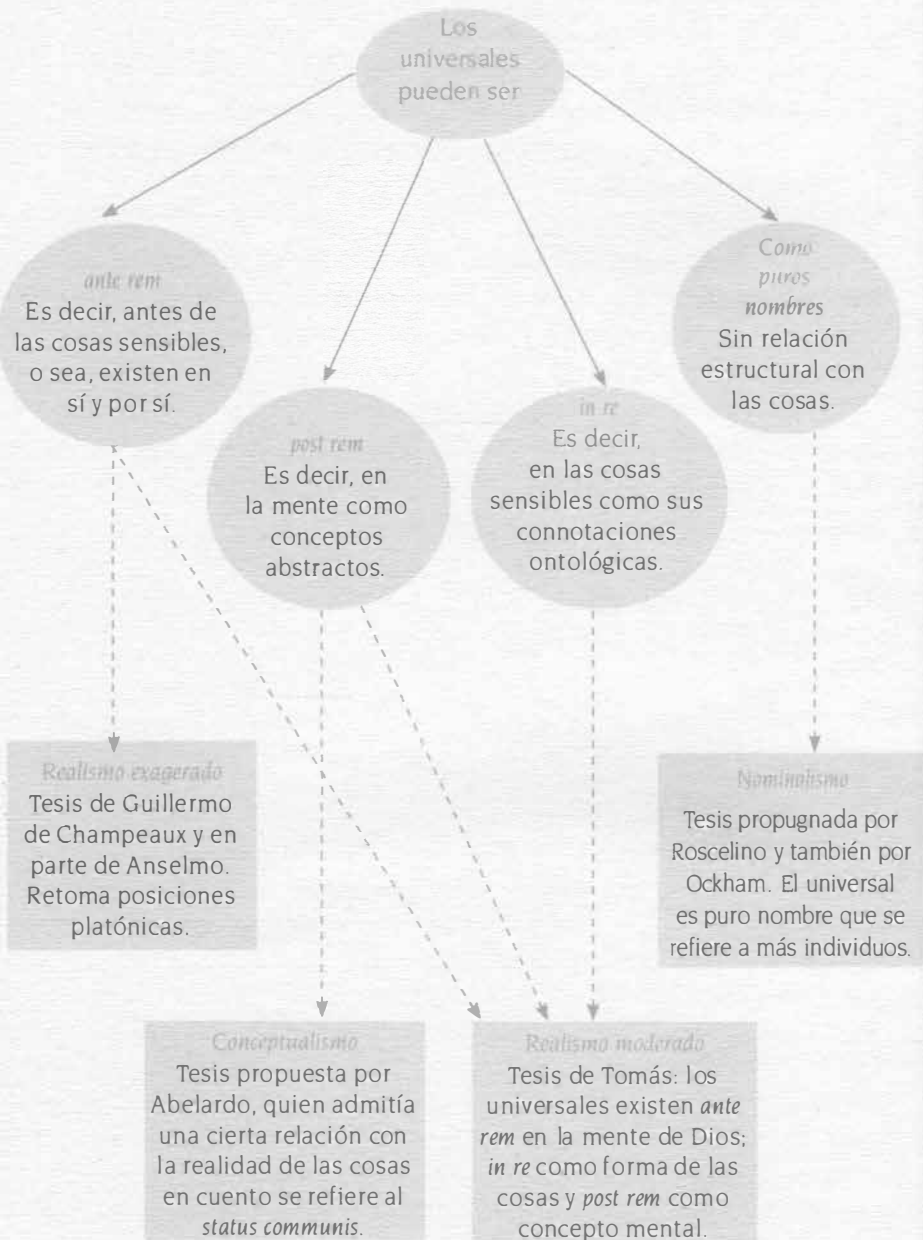 Los
universales
pueden ser
ante rem
Es decir, antes de
las cosas sensibles,
o sea, existen en
sí y por sí.
post rem
Es decir, en
la mente como
conceptos
abstractos.
in re
Es decir,
en las cosas
sensibles como sus
connotaciones
ontológicas.
Como
puros
nombres
Sin relación
estructural con
las cosas.
Realismo exagerado
Tesis de Guillermo
de Champeaux y en
parte de Anselmo.
Retoma posiciones
platónicas.
Conceptualismo
Tesis propuesta por
Abelardo, quien admitía
una cierta relación con
la realidad de las cosas
en cuento se refiere al
status communis.
Realismo moderado
Tesis de Tomás: los
universales existen ante
rem en la mente de Dios;
in re como forma de las
cosas y post rem como
concepto mental.
Nominalismo
Tesis propugnada por
Roscelino y también por
Ockham. El universal
es puro nombre que se
refiere a más individuos.